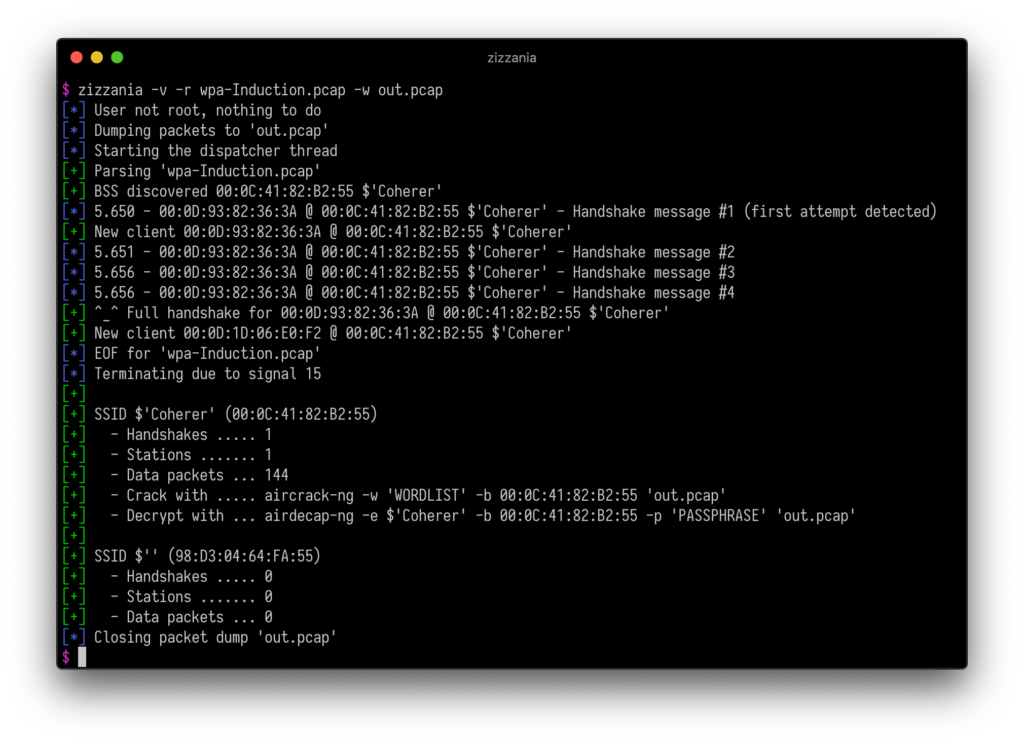 zizzania
$ zizzania -v -r wpa-Induction.pcap -w out.pcap
[*] User not root, nothing to do
[*] Dumping packets to 'out.pcap'
[*] Starting the dispatcher thread
[+] Parsing 'wpa-Induction.pcap'
[+] BSS discovered 00:0C:41:82:B2:55 $'Coherer'
[*] 5.650 - 00:0D:93:82:36:3A @ 00:0C:41:82:B2:55 $'Coherer' - Handshake message #1 (first attempt detected)
[+] New client 00:0D:93:82:36:3A @ 00:0C:41:82:B2:55 $'Coherer'
[*] 5.651 - 00:0D:93:82:36:3A @ 00:0C:41:82:B2:55 $'Coherer' - Handshake message #2
[*] 5.656 - 00:0D:93:82:36:3A @ 00:0C:41:82:B2:55 $'Coherer' - Handshake message #3
[*] 5.656 - 00:0D:93:82:36:3A @ 00:0C:41:82:B2:55 $'Coherer' - Handshake message #4
[+] ^_^ Full handshake for 00:0D:93:82:36:3A @ 00:0C:41:82:B2:55 $'Coherer'
[+] New client 00:0D:1D:06:E0:F2 @ 00:0C:41:82:B2:55 $'Coherer'
[*] EOF for 'wpa-Induction.pcap'
[*] Terminating due to signal 15
[+]
[+] SSID $'Coherer' (00:0C:41:82:B2:55)
[+]   - Handshakes ..... 1
[+]   - Stations ....... 1
[+]   - Data packets ... 144
[+]   - Crack with ..... aircrack-ng -w 'WORDLIST' -b 00:0C:41:82:B2:55 'out.pcap'
[+]   - Decrypt with ... airdecap-ng -e $'Coherer' -b 00:0C:41:82:B2:55 -p 'PASSPHRASE' 'out.pcap'
[+]
[+] SSID $'' (98:D3:04:64:FA:55)
[+]   - Handshakes ..... 0
[+]   - Stations ....... 0
[+]   - Data packets ... 0
[*] Closing packet dump 'out.pcap'
$